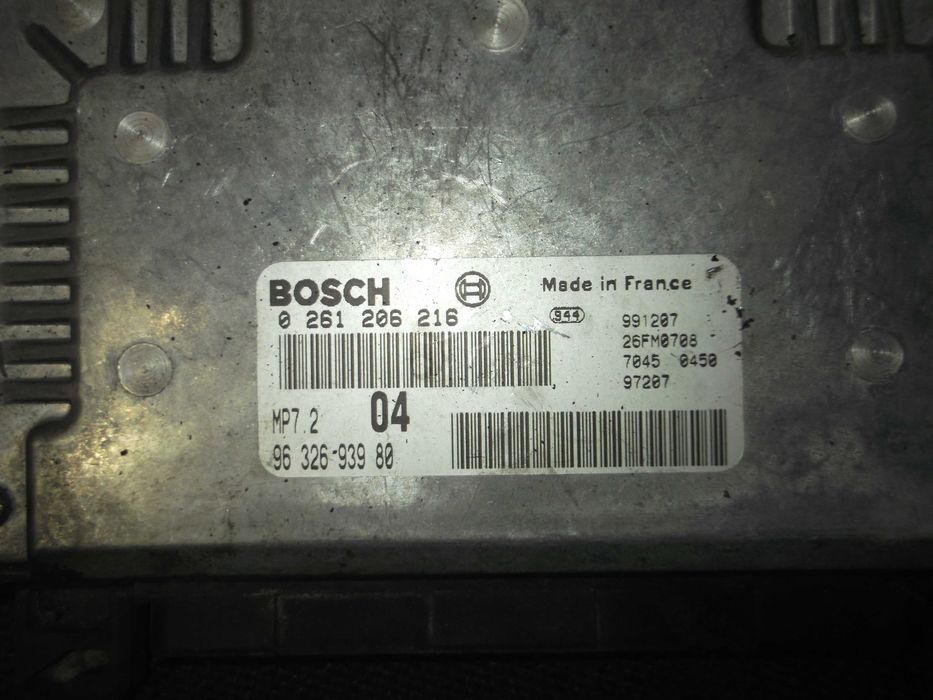 BOSCH
Made in France
0 261 206 216
944
991207
26FM0708
7045 0450
97207
MP7.2
04
96 326 939 80